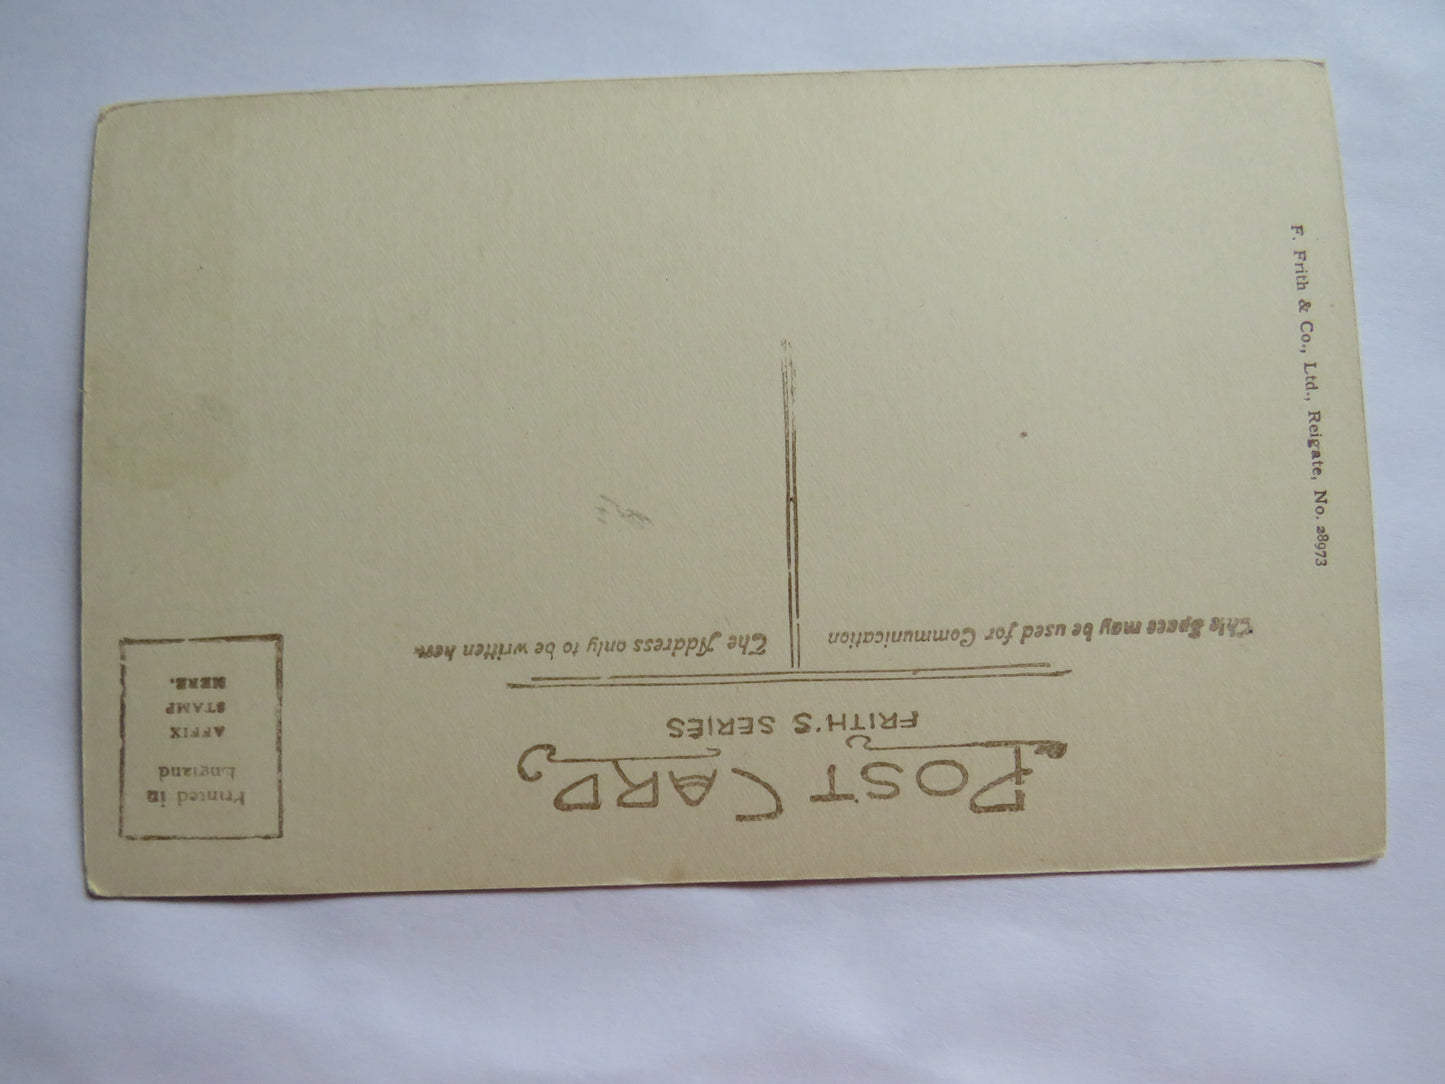 POST CARD
FRITH'S SERIES
This Space may be used for Communication
The Address only to be written here.
Printed in
England
AFFIX
STAMP
HERE.
F. Frith & Co., Ltd., Reigate, No. 28973